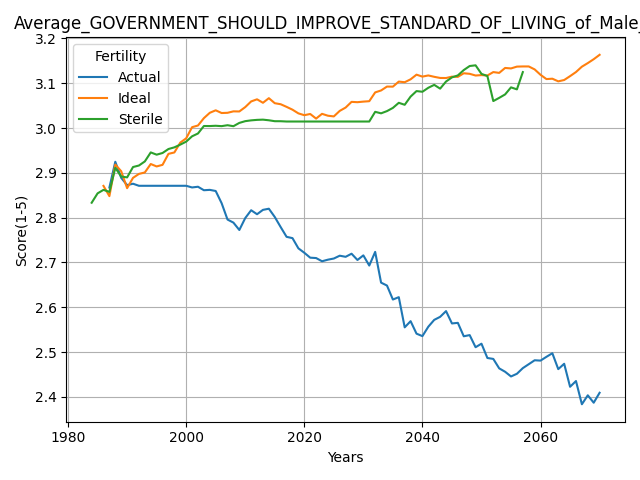 Average_GOVERNMENT_SHOULD_IMPROVE_STANDARD_OF_LIVING_of_Male_
Fertility
Actual
Ideal
Sterile
Score(1-5)
3.2
3.1
3.0
2.9
2.8
2.7
2.6
2.5
2.4
1980 2000 2020 2040 2060
Years